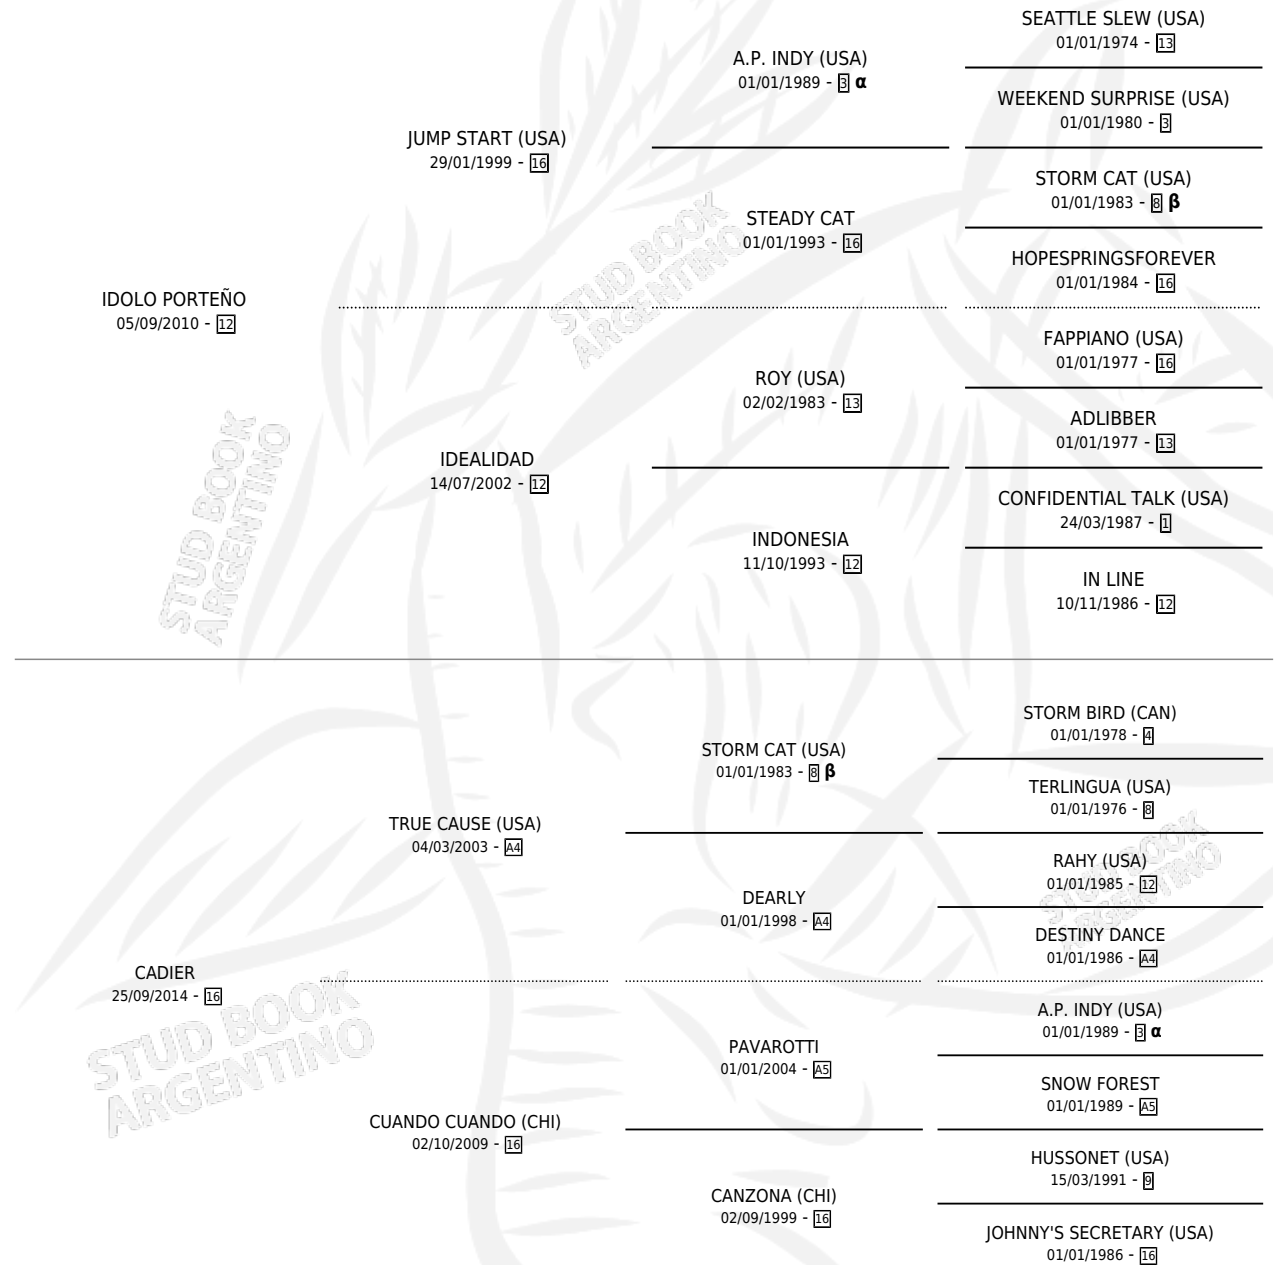 SEATTLE SLEW (USA)
01/01/1974 - 13
A.P. INDY (USA)
01/01/1989 - 3 α
WEEKEND SURPRISE (USA)
01/01/1980 - 3
JUMP START (USA)
29/01/1999 - 16
STORM CAT (USA)
01/01/1983 - 8 β
STEADY CAT
01/01/1993 - 16
HOPESPRINGSFOREVER
01/01/1984 - 16
IDOLO PORTEÑO
05/09/2010 - 12
FAPPIANO (USA)
01/01/1977 - 16
ROY (USA)
02/02/1983 - 13
ADLIBBER
01/01/1977 - 13
IDEALIDAD
14/07/2002 - 12
CONFIDENTIAL TALK (USA)
24/03/1987 - 1
INDONESIA
11/10/1993 - 12
IN LINE
10/11/1986 - 12
STORM BIRD (CAN)
01/01/1978 - 4
STORM CAT (USA)
01/01/1983 - 8 β
TERLINGUA (USA)
01/01/1976 - 8
TRUE CAUSE (USA)
04/03/2003 - A4
RAHY (USA)
01/01/1985 - 12
DEARLY
01/01/1998 - A4
DESTINY DANCE
01/01/1986 - A4
CADIER
25/09/2014 - 16
A.P. INDY (USA)
01/01/1989 - 3 α
PAVAROTTI
01/01/2004 - A5
SNOW FOREST
01/01/1989 - A5
CUANDO CUANDO (CHI)
02/10/2009 - 16
HUSSONET (USA)
15/03/1991 - 9
CANZONA (CHI)
02/09/1999 - 16
JOHNNY'S SECRETARY (USA)
01/01/1986 - 16
STUD BOOK
ARGENTINO
STUD BOOK
ARGENTINO
STUD BOOK
ARGENTINO
STUD BOOK
ARGENTINO